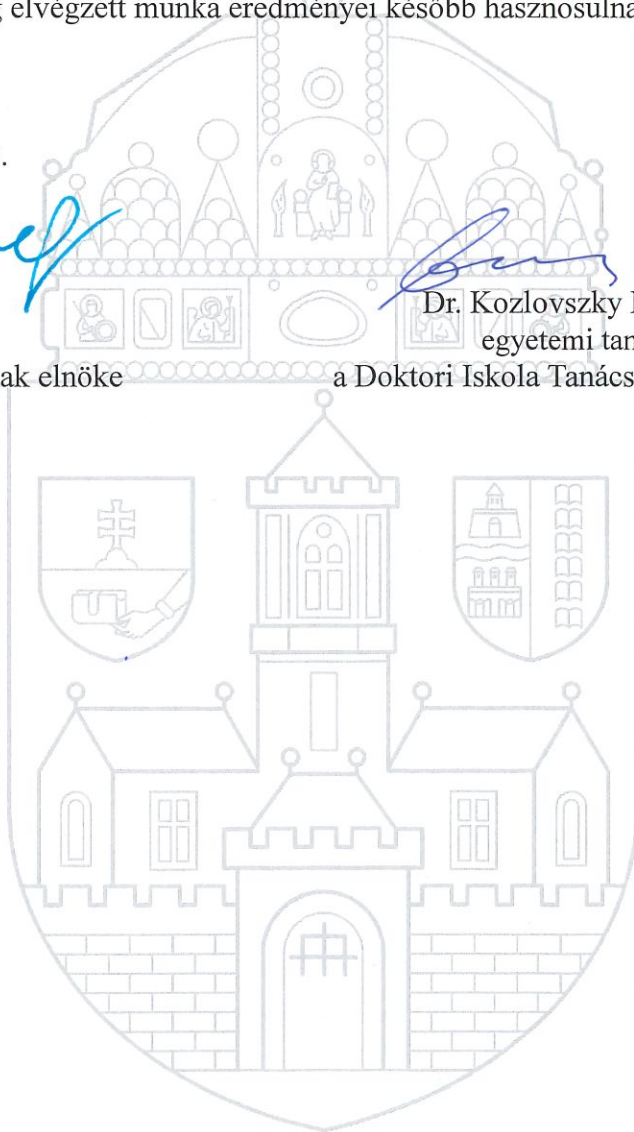 elvégzett munka eredményei később hasznosulna
.
Dr. Kozlovszky
egyetemi tan
ak elnöke a Doktori Iskola Tanács